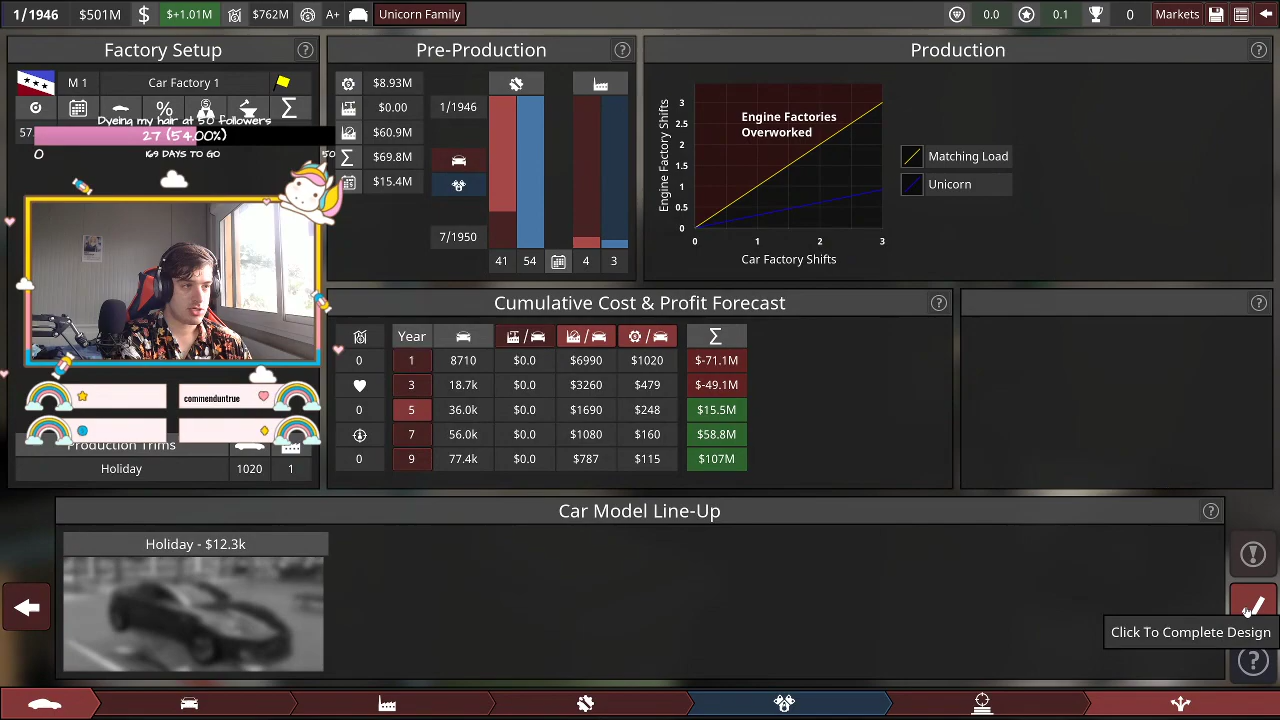 1/1946 $501M $ $+1.01M $762M A+ Unicorn Family 0.0 0.1 0 Markets
Factory Setup ?
M 1 Car Factory 1
% Σ
57
Dyeing my hair at 50 followers
27 (54.00%)
0 169 DAYS TO GO 50
commenduntrue
Production Trims
Holiday 1020 1
Pre-Production ?
$8.93M
$0.00 1/1946
$60.9M
Σ $69.8M
$15.4M
7/1950
41 54 4 3
Production ?
Engine Factory Shifts
3
2.5
2
1.5
1
0.5
0
Engine Factories
Overworked
0 1 2 3
Car Factory Shifts
Matching Load
Unicorn
Cumulative Cost & Profit Forecast ?
Year / / / Σ
0 1 8710 $0.0 $6990 $1020 $-71.1M
3 18.7k $0.0 $3260 $479 $-49.1M
0 5 36.0k $0.0 $1690 $248 $15.5M
7 56.0k $0.0 $1080 $160 $58.8M
0 9 77.4k $0.0 $787 $115 $107M
?
Car Model Line-Up ?
Holiday - $12.3k
Click To Complete Design
?